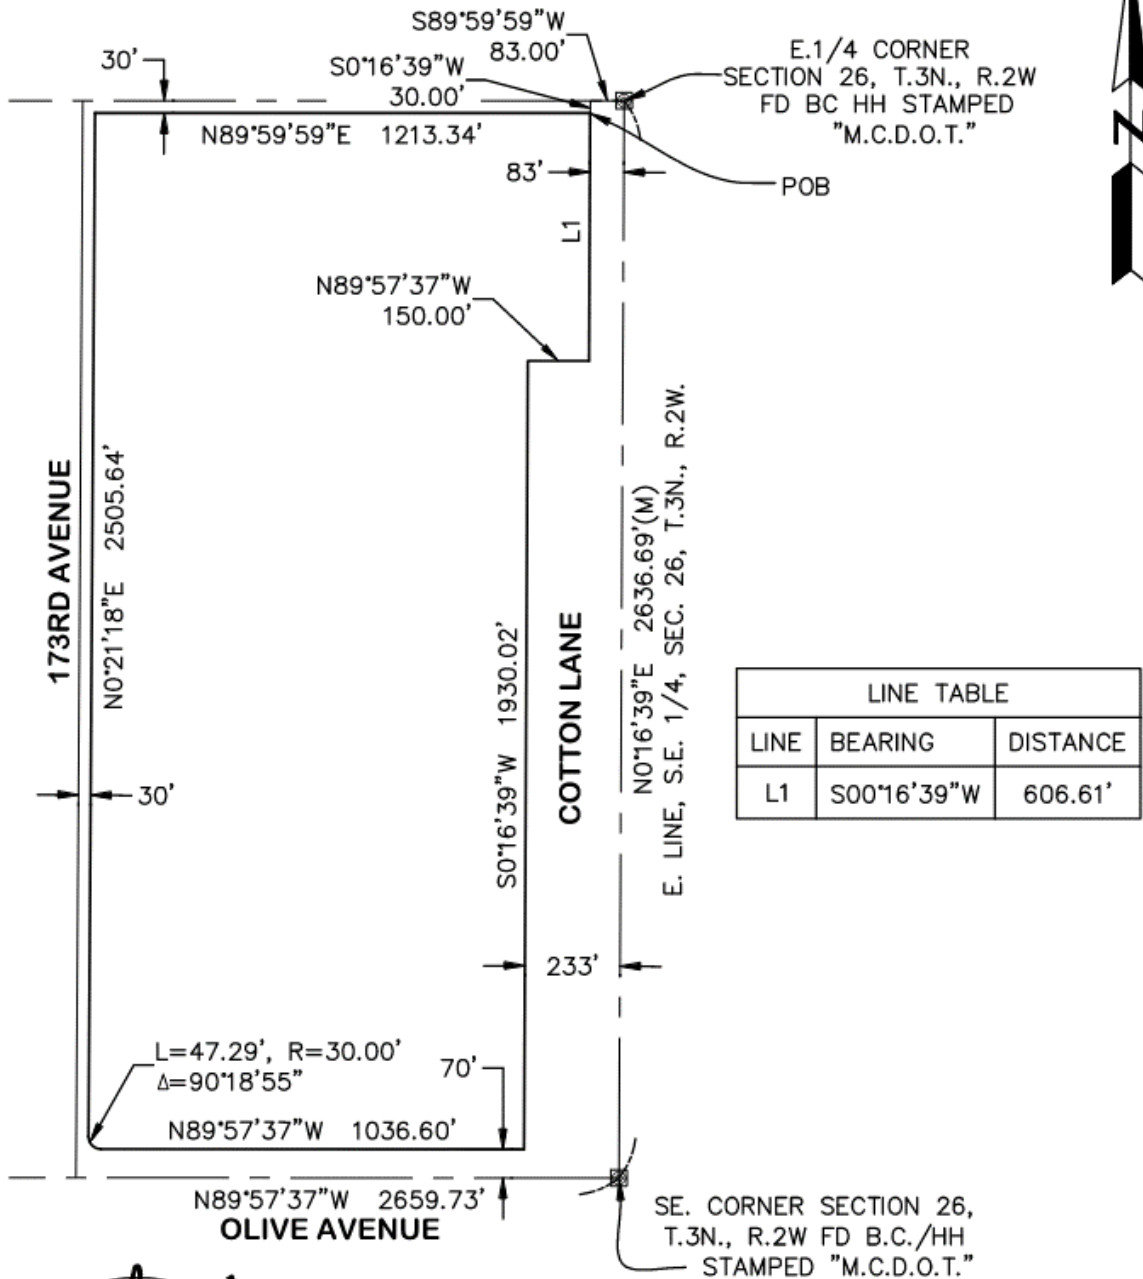 S89°59'59"W
83.00'
30'
S0°16'39"W
30.00'
E.1/4 CORNER
SECTION 26, T.3N., R.2W
FD BC HH STAMPED
"M.C.D.O.T."
N
N89°59'59"E 1213.34'
83'
POB
L1
N89°57'37"W
150.00'
173RD AVENUE
N0°21'18"E 2505.64'
S0°16'39"W 1930.02'
COTTON LANE
N0°16'39"E 2636.69'(M)
E. LINE, S.E. 1/4, SEC. 26, T.3N., R.2W.
LINE TABLE
LINE BEARING DISTANCE
L1 S00°16'39"W 606.61'
30'
233'
L=47.29', R=30.00'
Δ=90°18'55"
70'
N89°57'37"W 1036.60'
N89°57'37"W 2659.73'
OLIVE AVENUE
SE. CORNER SECTION 26,
T.3N., R.2W FD B.C./HH
STAMPED "M.C.D.O.T."